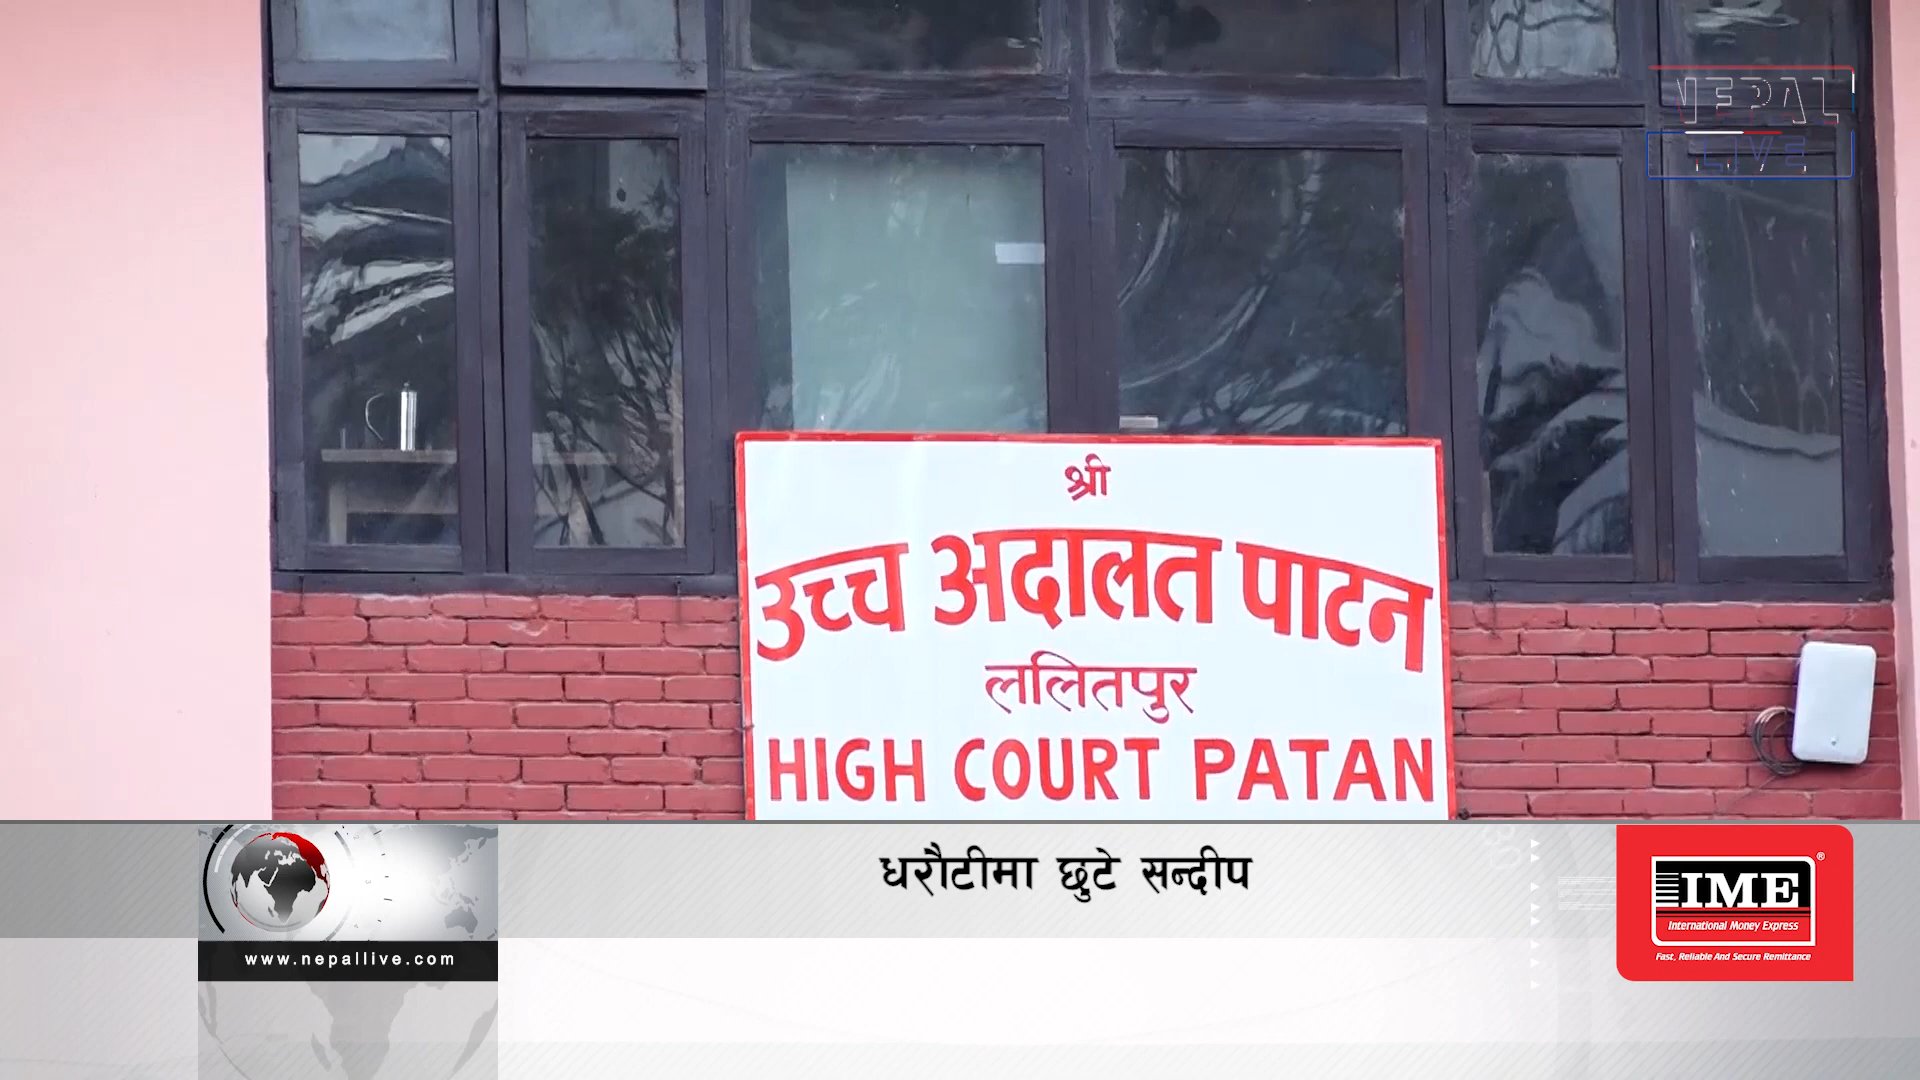 NEPAL
LIVE
श्री
उच्च अदालत पाटन
ललितपुर
HIGH COURT PATAN
धरौटीमा छुटे सन्दीप
www.nepallive.com
IME®
International Money Express
Fast, Reliable And Secure Remittance